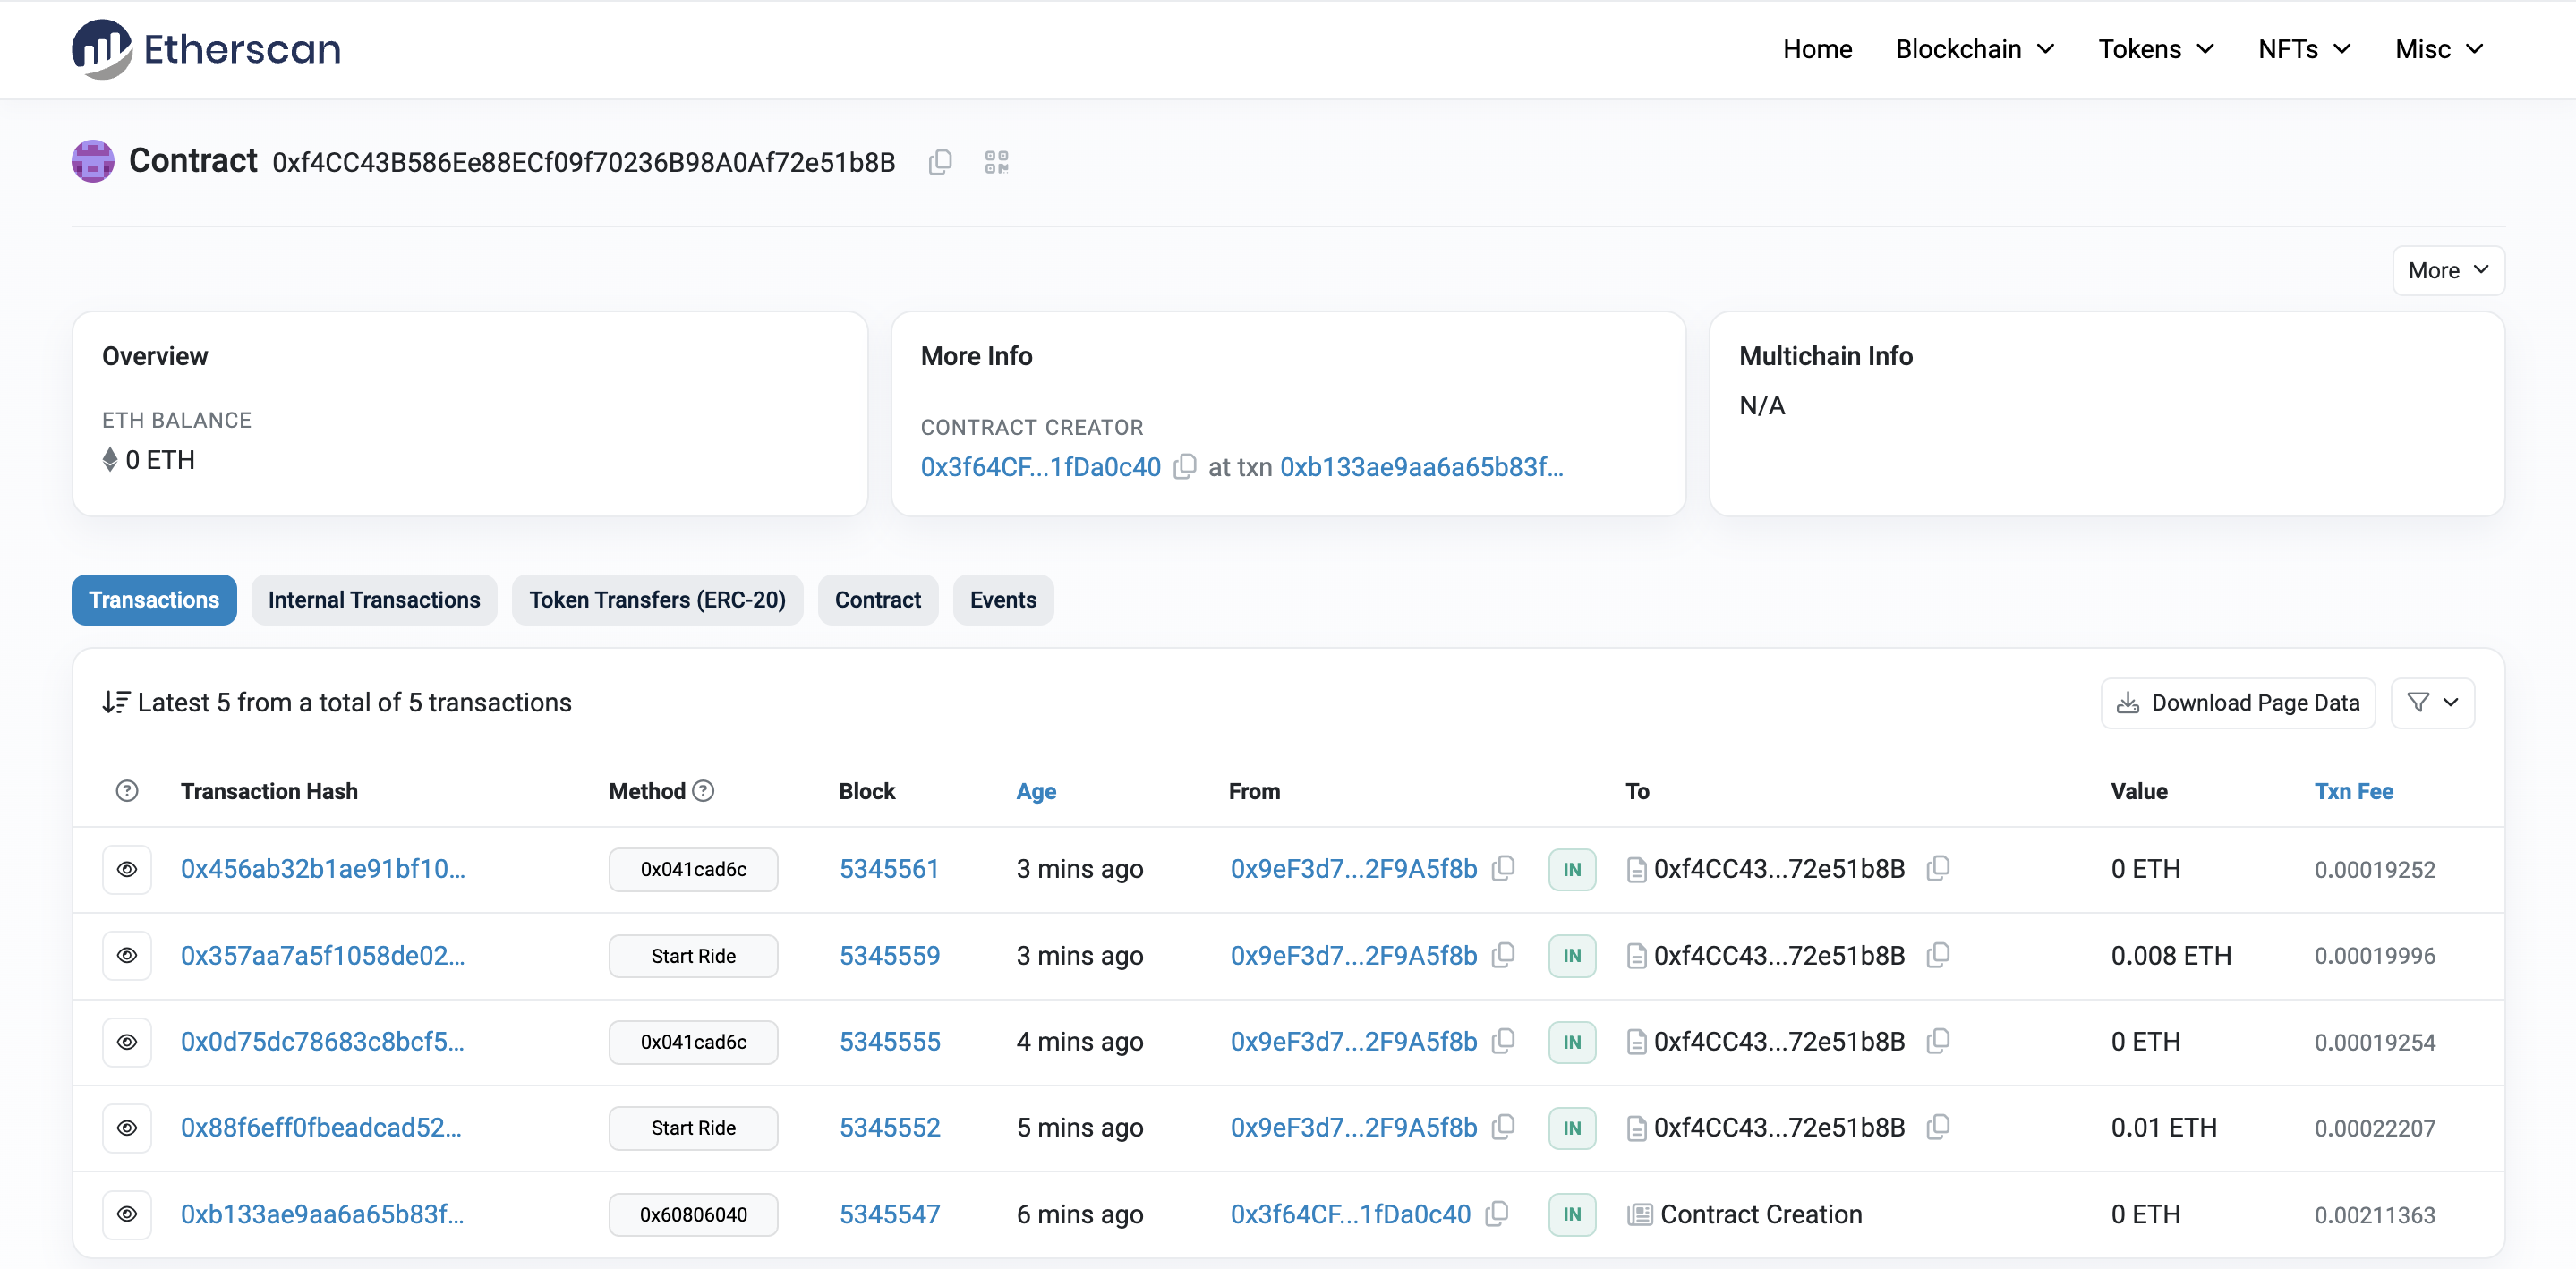 Etherscan
Home Blockchain Tokens NFTs Misc
Contract 0xf4CC43B586Ee88ECf09f70236B98A0Af72e51b8B
More
Overview
ETH BALANCE
0 ETH
More Info
CONTRACT CREATOR
0x3f64CF...1fDa0c40 at txn 0xb133ae9aa6a65b83f...
Multichain Info
N/A
Transactions Internal Transactions Token Transfers (ERC-20) Contract Events
Latest 5 from a total of 5 transactions
Download Page Data
? Transaction Hash Method ? Block Age From To Value Txn Fee
0x456ab32b1ae91bf10... 0x041cad6c 5345561 3 mins ago 0x9eF3d7...2F9A5f8b IN 0xf4CC43...72e51b8B 0 ETH 0.00019252
0x357aa7a5f1058de02... Start Ride 5345559 3 mins ago 0x9eF3d7...2F9A5f8b IN 0xf4CC43...72e51b8B 0.008 ETH 0.00019996
0x0d75dc78683c8bcf5... 0x041cad6c 5345555 4 mins ago 0x9eF3d7...2F9A5f8b IN 0xf4CC43...72e51b8B 0 ETH 0.00019254
0x88f6eff0fbeadcad52... Start Ride 5345552 5 mins ago 0x9eF3d7...2F9A5f8b IN 0xf4CC43...72e51b8B 0.01 ETH 0.00022207
0xb133ae9aa6a65b83f... 0x60806040 5345547 6 mins ago 0x3f64CF...1fDa0c40 IN Contract Creation 0 ETH 0.00211363